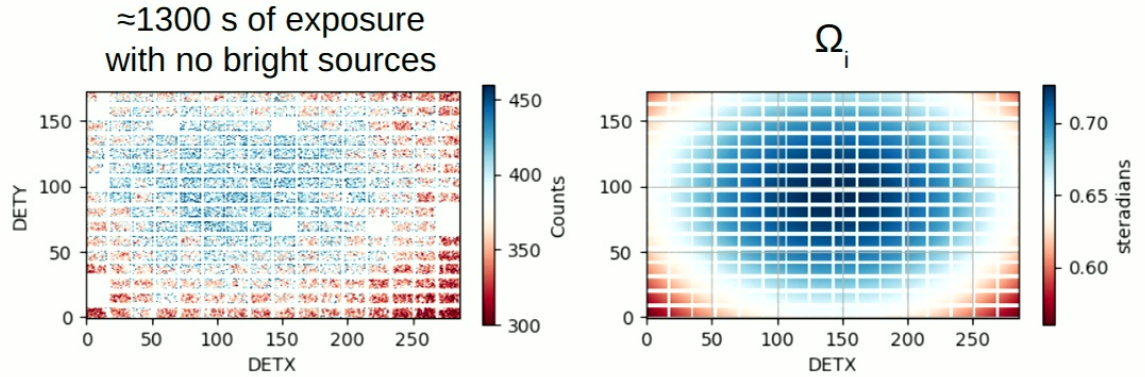 ≈1300 s of exposure
with no bright sources
Ωi
DETY
150
100
50
0
0 50 100 150 200 250
DETX
450
400
350
300
Counts
150
100
50
0
0 50 100 150 200 250
DETX
0.70
0.65
0.60
steradians